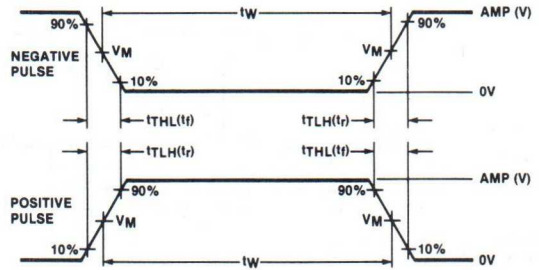 tW
90%
90%
AMP (V)
NEGATIVE
PULSE
VM
VM
10%
10%
0V
tTHL(tf)
tTLH(tr)
tTLH(tr)
tTHL(tf)
AMP (V)
90%
90%
POSITIVE
PULSE
VM
VM
10%
10%
tW
0V